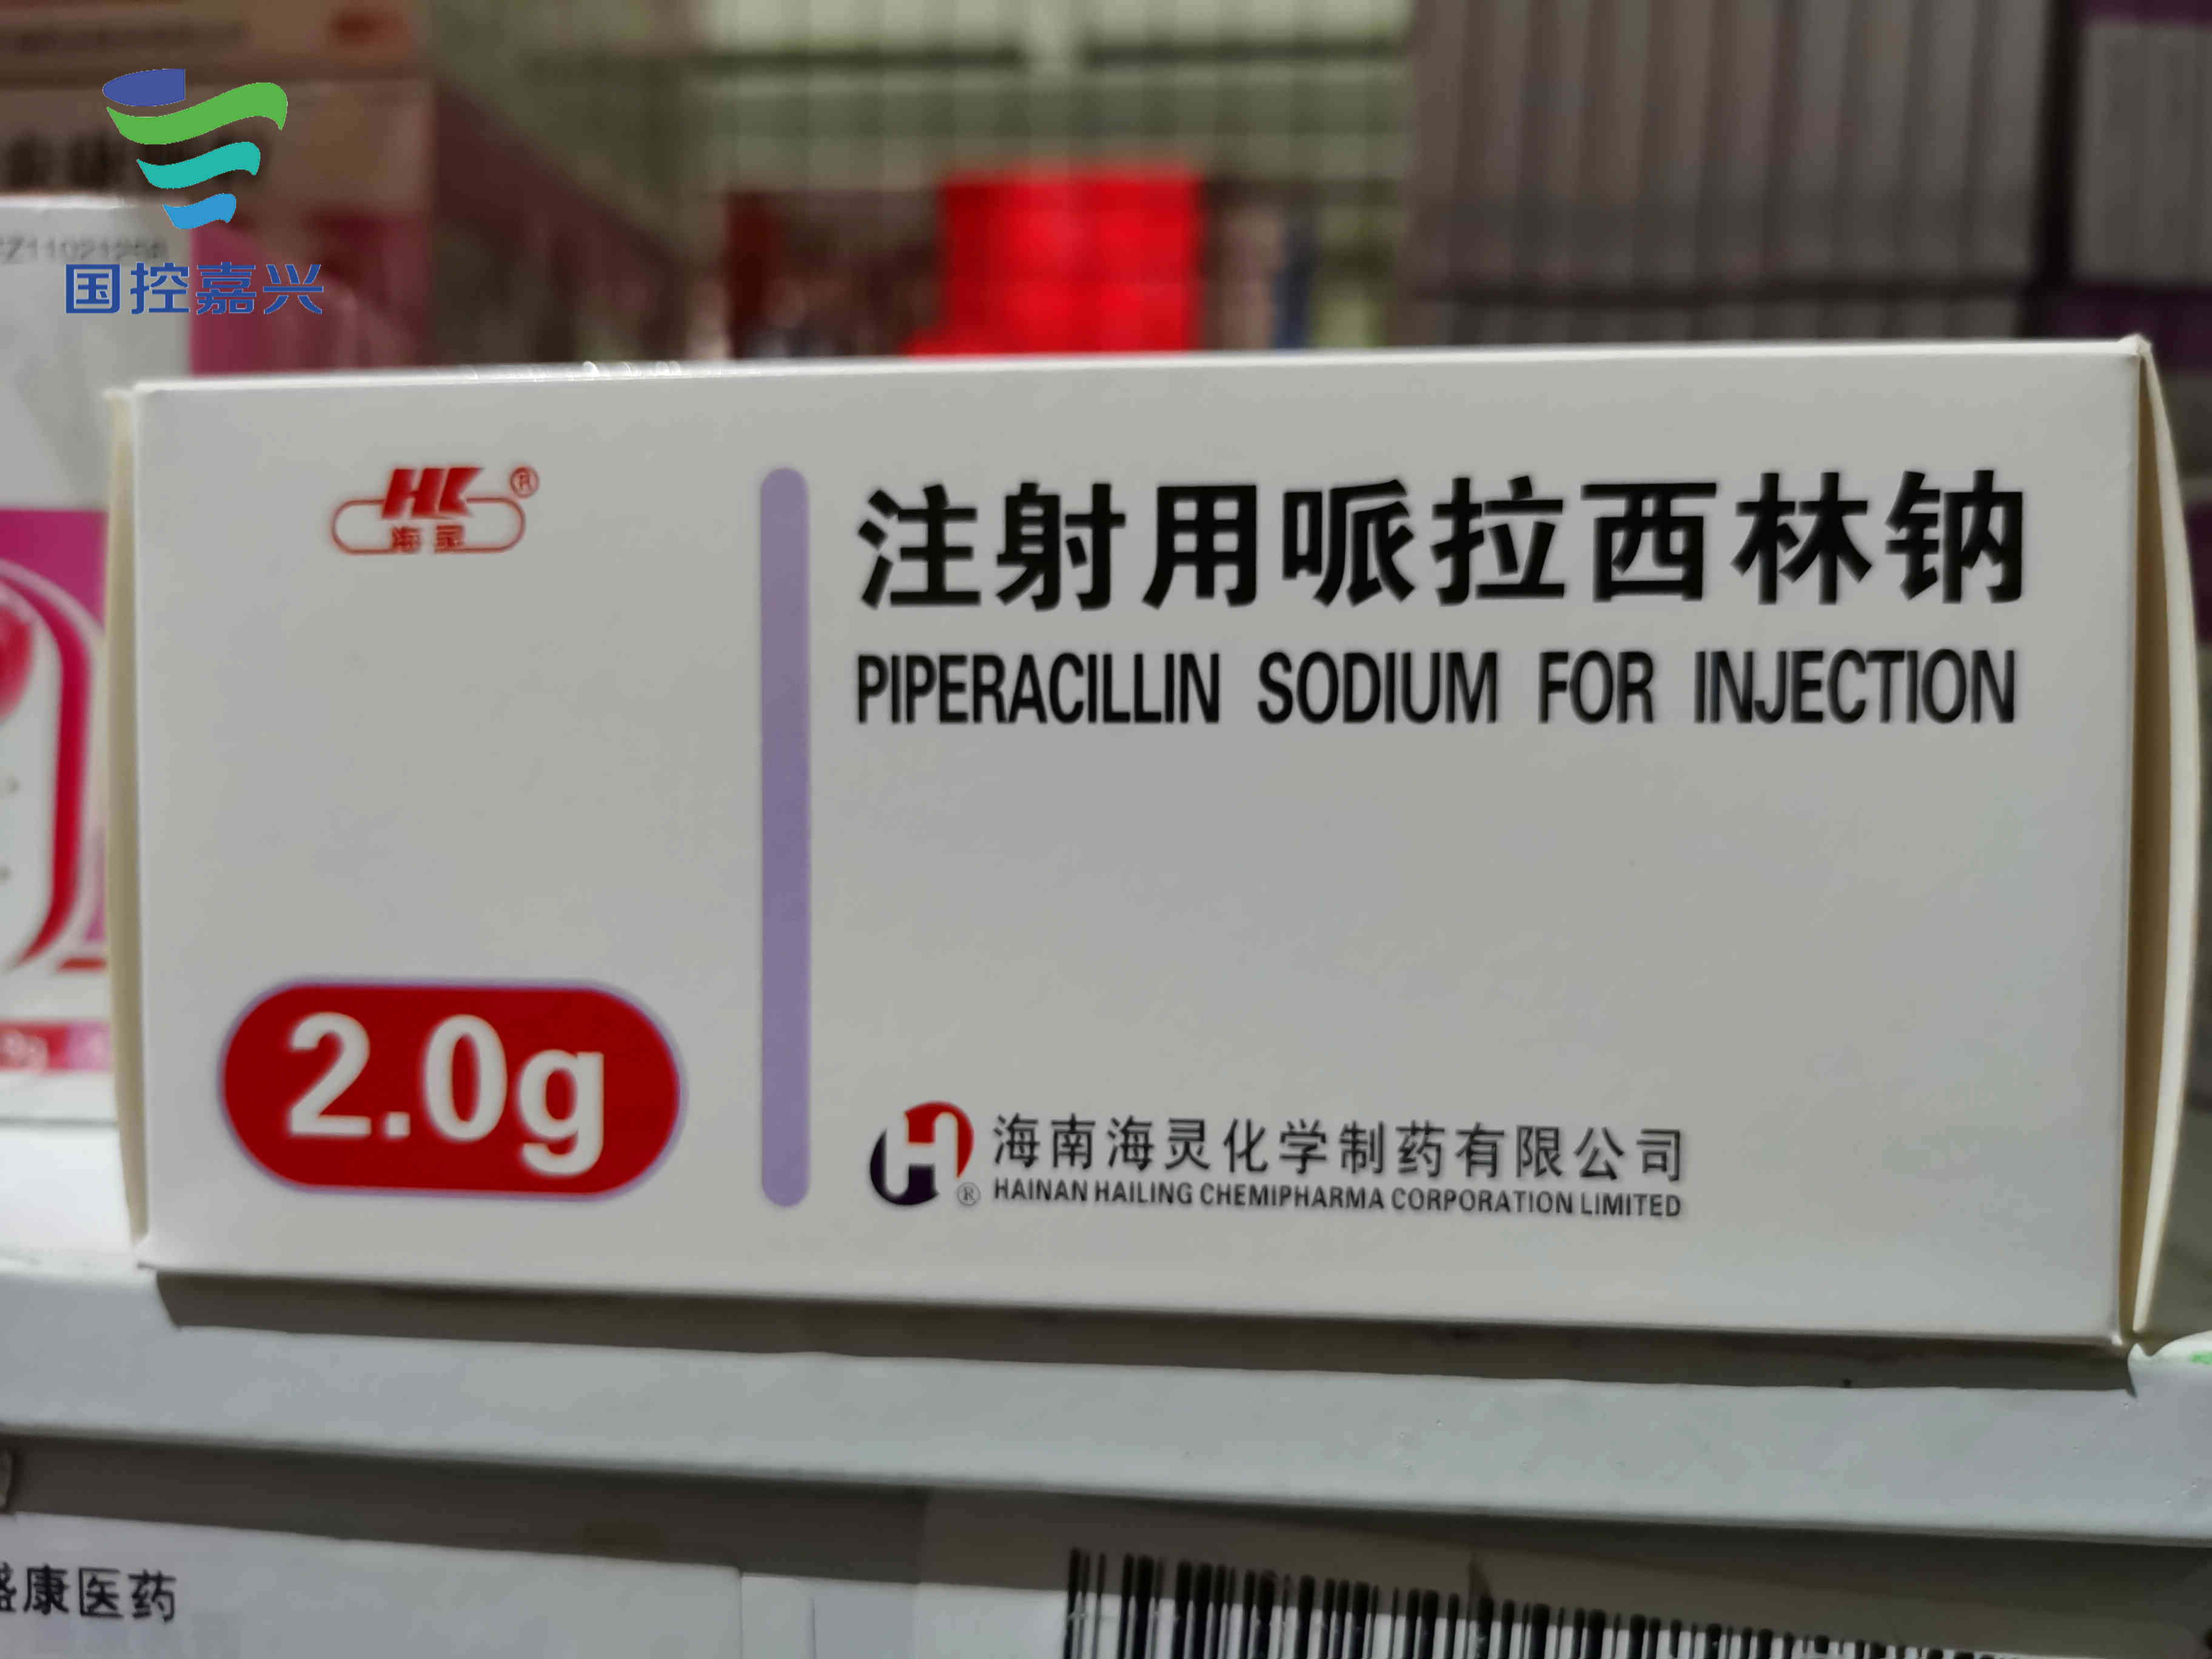 国控嘉兴
HL®
海灵
注射用哌拉西林钠
PIPERACILLIN SODIUM FOR INJECTION
2.0g
H®
海南海灵化学制药有限公司
HAINAN HAILING CHEMIPHARMA CORPORATION LIMITED
康医药